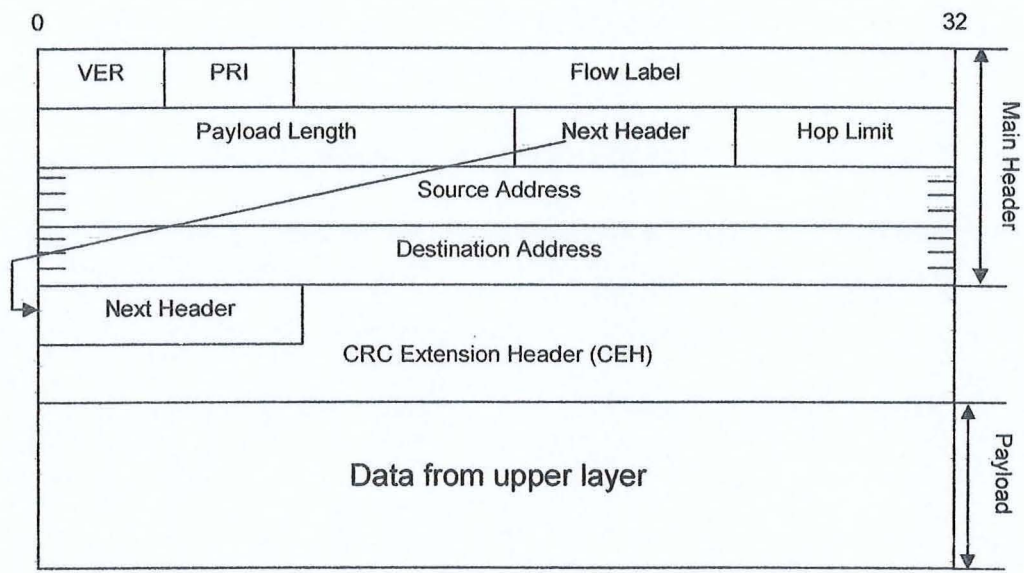 0 32
VER PRI Flow Label
Payload Length Next Header Hop Limit
Source Address
Destination Address
Main Header
Next Header
CRC Extension Header (CEH)
Data from upper layer
Payload